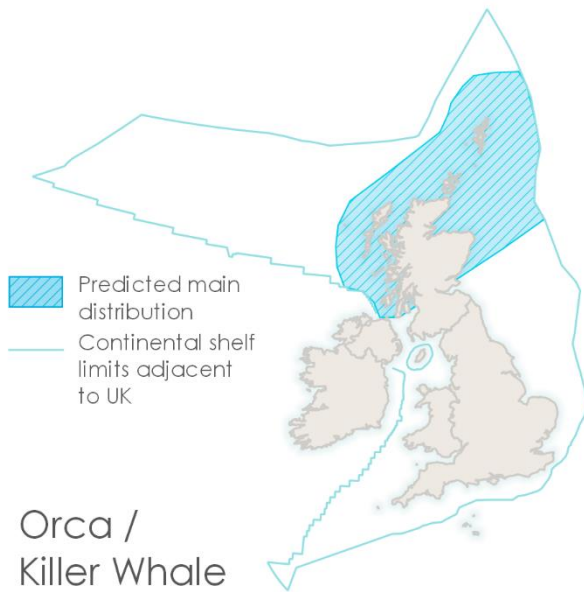 Predicted main
distribution
Continental shelf
limits adjacent
to UK
Orca /
Killer Whale